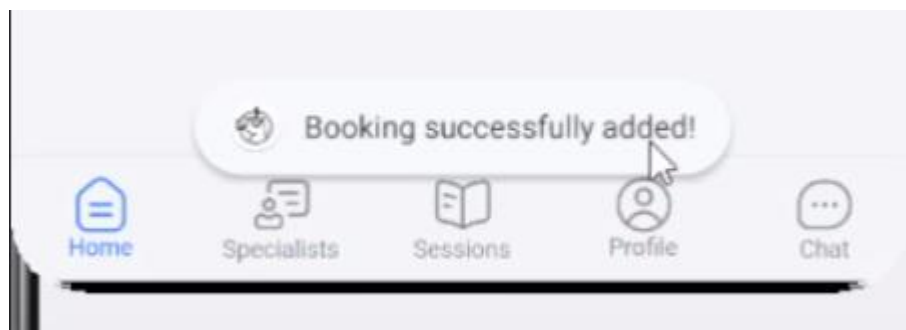 Booking successfully added!
Home
Specialists
Sessions
Profile
Chat